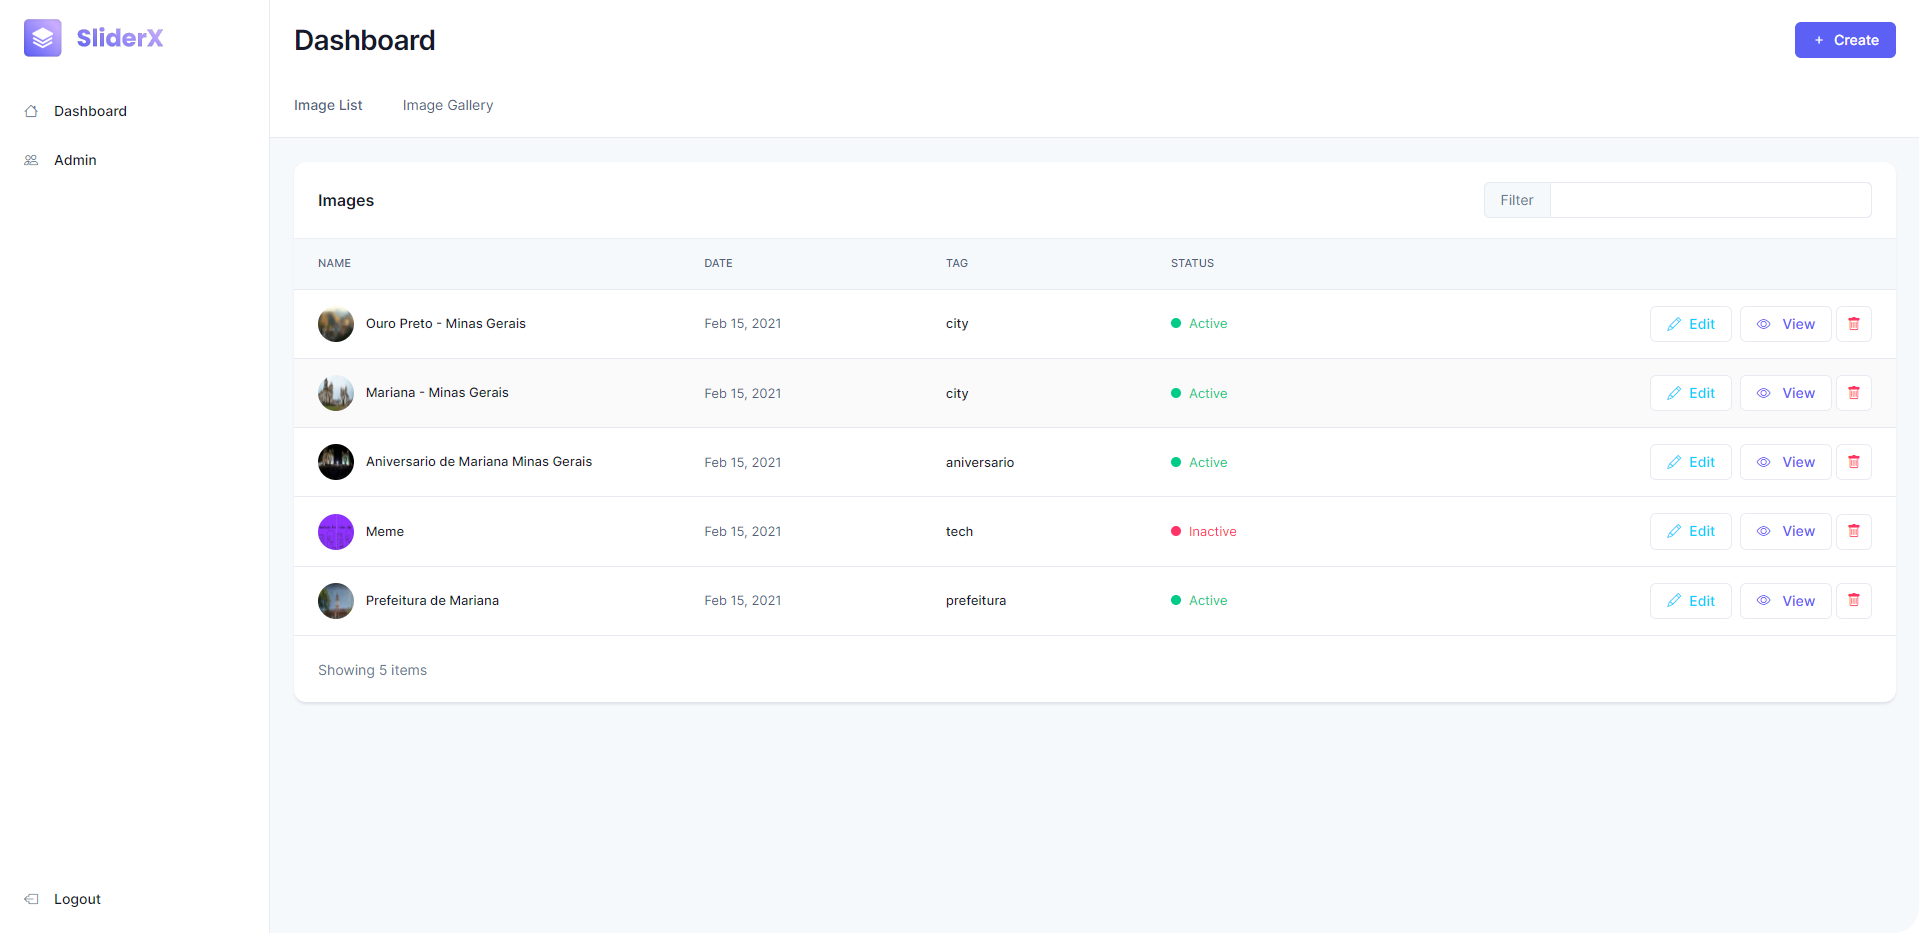 SliderX
Dashboard
Admin
Logout
Dashboard
+ Create
Image List Image Gallery
Images
Filter
NAME DATE TAG STATUS
Ouro Preto - Minas Gerais Feb 15, 2021 city Active Edit View
Mariana - Minas Gerais Feb 15, 2021 city Active Edit View
Aniversario de Mariana Minas Gerais Feb 15, 2021 aniversario Active Edit View
Meme Feb 15, 2021 tech Inactive Edit View
Prefeitura de Mariana Feb 15, 2021 prefeitura Active Edit View
Showing 5 items